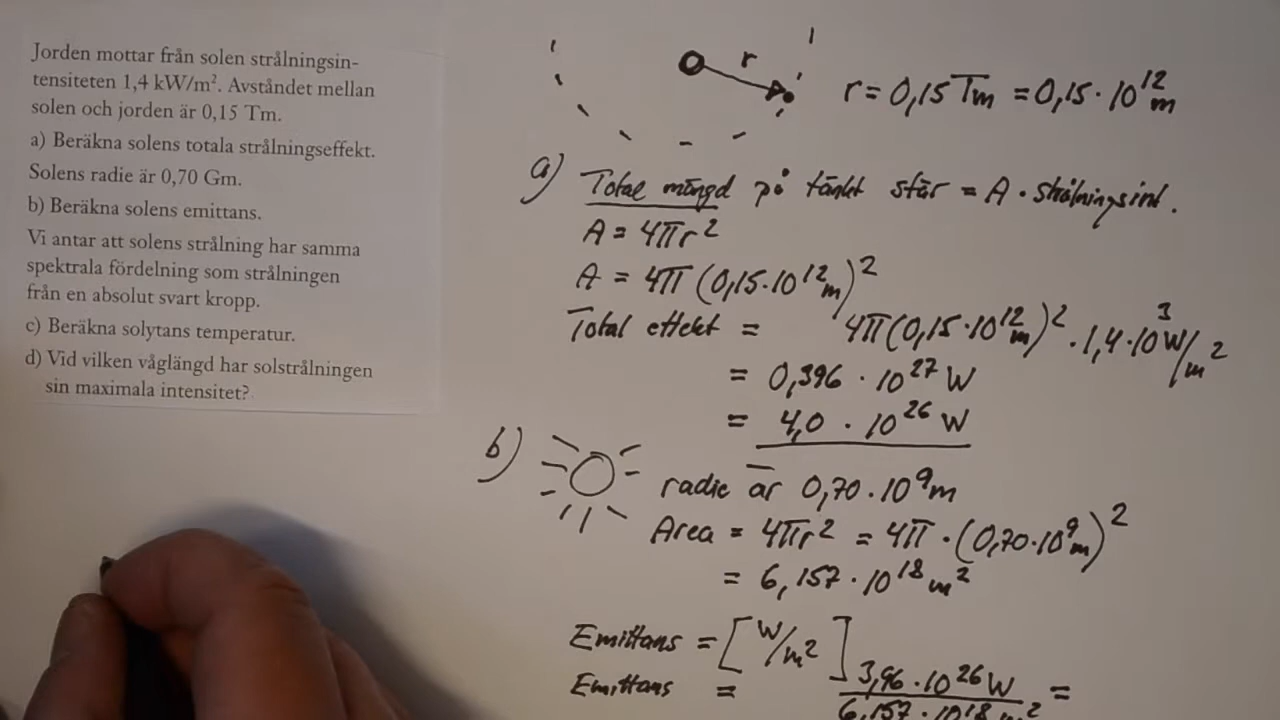 Jorden mottar från solen strålningsin-
tensiteten 1,4 kW/m². Avståndet mellan
solen och jorden är 0,15 Tm.
a) Beräkna solens totala strålningseffekt.
Solens radie är 0,70 Gm.
b) Beräkna solens emittans.
Vi antar att solens strålning har samma
spektrala fördelning som strålningen
från en absolut svart kropp.
c) Beräkna solytans temperatur.
d) Vid vilken våglängd har solstrålningen
sin maximala intensitet?
r
r = 0,15 Tm = 0,15 · 10¹² m
a) Total mängd på tänkt sfär = A · strålningsint.
A = 4πr²
A = 4π (0,15·10¹² m)²
Total effekt = 4π(0,15·10¹² m)² · 1,4·10³ W/m²
= 0,396 · 10²⁷ W
= 4,0 · 10²⁶ W
b) radie är 0,70·10⁹ m
Area = 4πr² = 4π · (0,70·10⁹ m)²
= 6,157 · 10¹⁸ m²
Emittans = [W/m²]
Emittans = 3,96 · 10²⁶ W / 6,157 · 10¹⁸ m² =